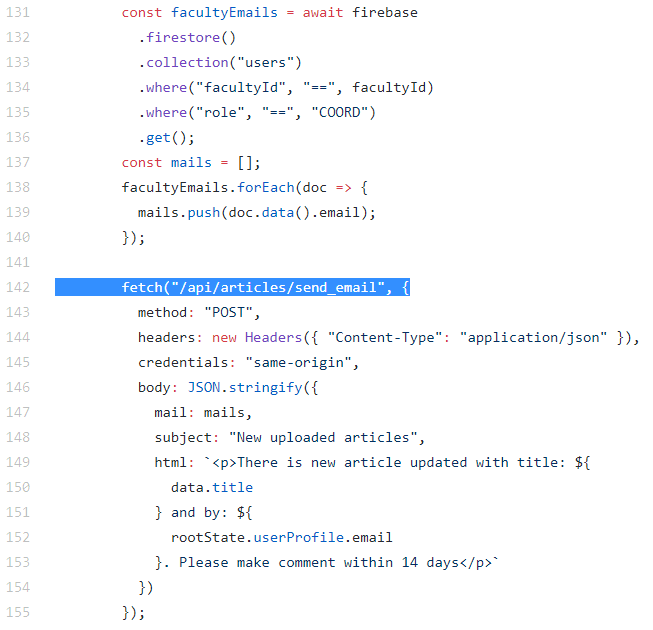 131 const facultyEmails = await firebase
132 .firestore()
133 .collection("users")
134 .where("facultyId", "==", facultyId)
135 .where("role", "==", "COORD")
136 .get();
137 const mails = [];
138 facultyEmails.forEach(doc => {
139 mails.push(doc.data().email);
140 });
141
142 fetch("/api/articles/send_email", {
143 method: "POST",
144 headers: new Headers({ "Content-Type": "application/json" }),
145 credentials: "same-origin",
146 body: JSON.stringify({
147 mail: mails,
148 subject: "New uploaded articles",
149 html: `<p>There is new article updated with title: ${
150 data.title
151 } and by: ${
152 rootState.userProfile.email
153 }. Please make comment within 14 days</p>`
154 })
155 });